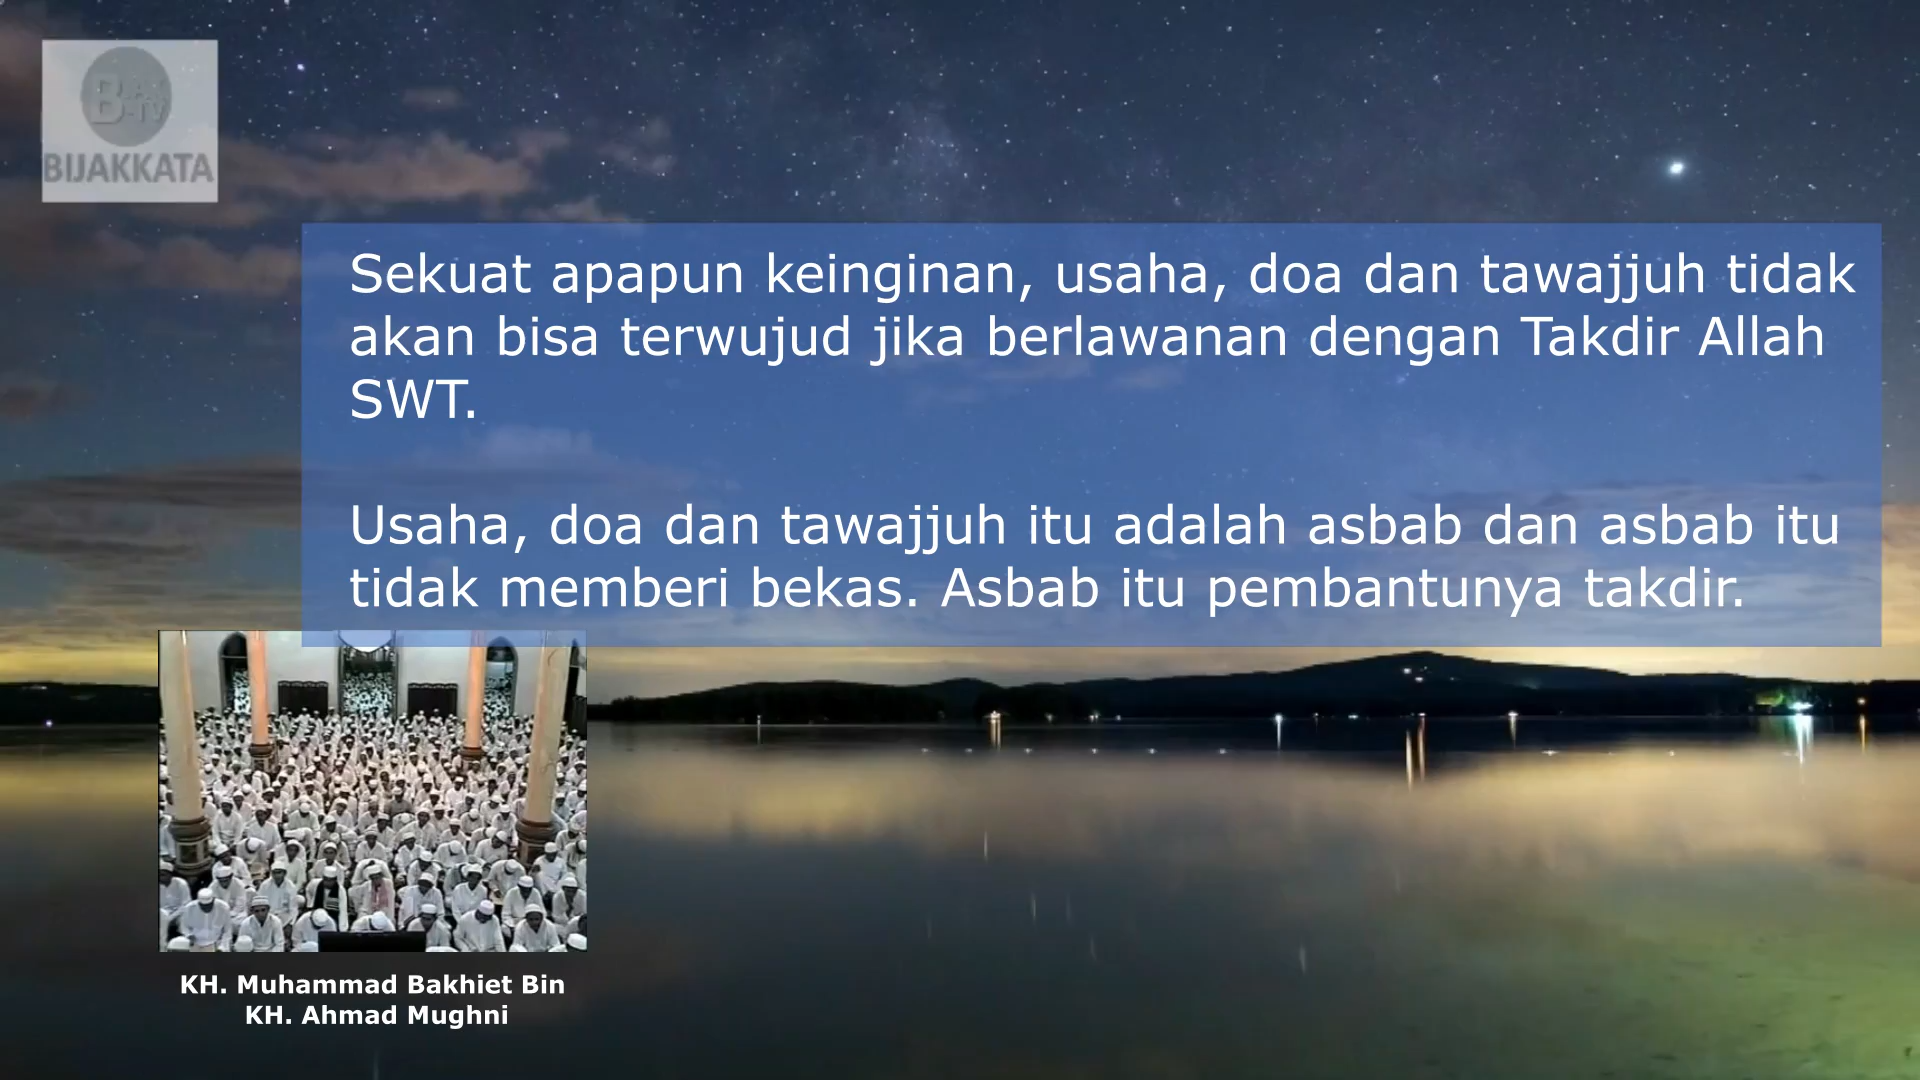 BIJAKKATA
Sekuat apapun keinginan, usaha, doa dan tawajjuh tidak
akan bisa terwujud jika berlawanan dengan Takdir Allah
SWT.
Usaha, doa dan tawajjuh itu adalah asbab dan asbab itu
tidak memberi bekas. Asbab itu pembantunya takdir.
KH. Muhammad Bakhiet Bin
KH. Ahmad Mughni